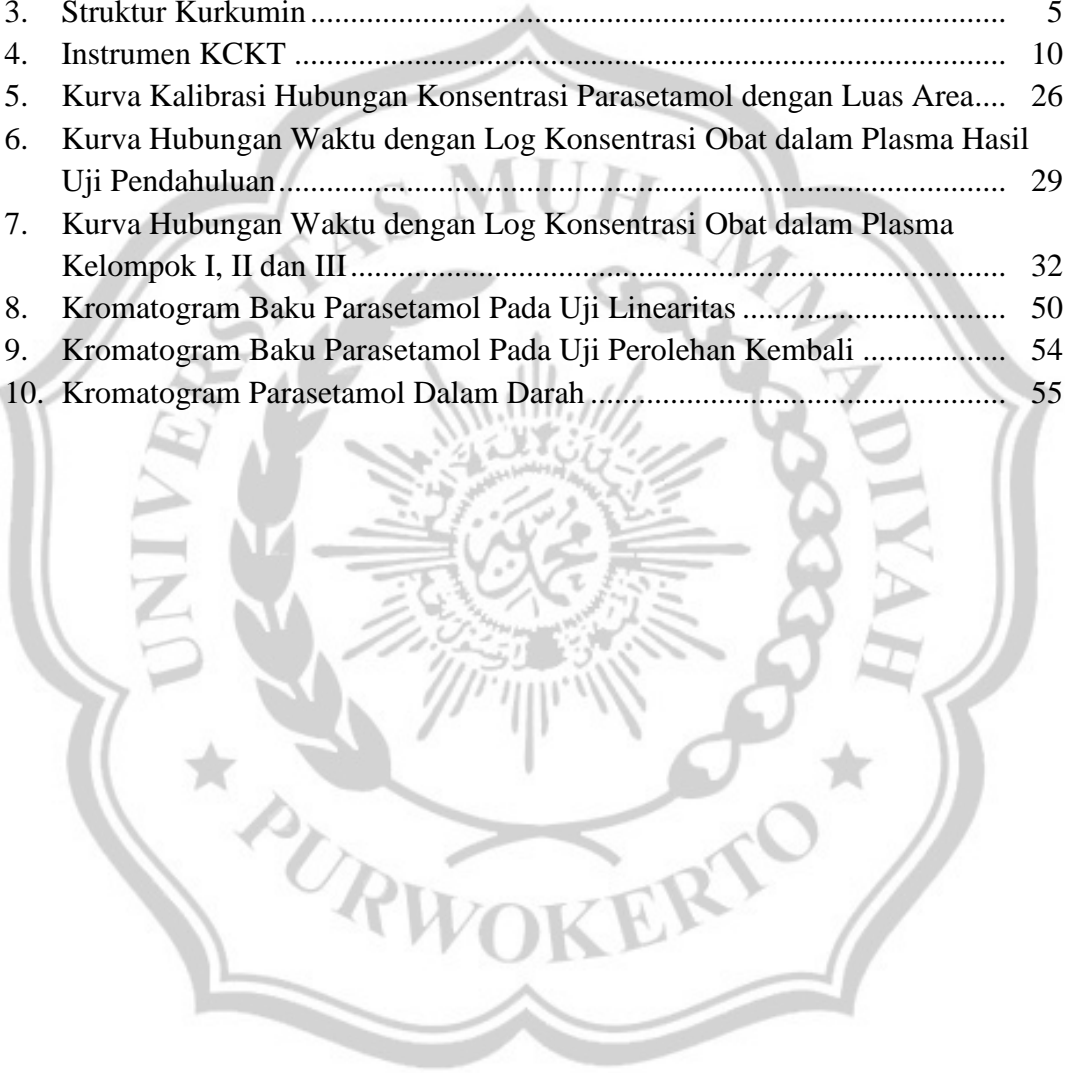 3. Struktur Kurkumin ........................................................................................ 5
4. Instrumen KCKT .......................................................................................... 10
5. Kurva Kalibrasi Hubungan Konsentrasi Parasetamol dengan Luas Area.... 26
6. Kurva Hubungan Waktu dengan Log Konsentrasi Obat dalam Plasma Hasil
Uji Pendahuluan............................................................................................ 29
7. Kurva Hubungan Waktu dengan Log Konsentrasi Obat dalam Plasma
Kelompok I, II dan III................................................................................... 32
8. Kromatogram Baku Parasetamol Pada Uji Linearitas .................................. 50
9. Kromatogram Baku Parasetamol Pada Uji Perolehan Kembali .................. 54
10. Kromatogram Parasetamol Dalam Darah ..................................................... 55
UNIVERSITAS MUHAMMADIYAH
PURWOKERTO